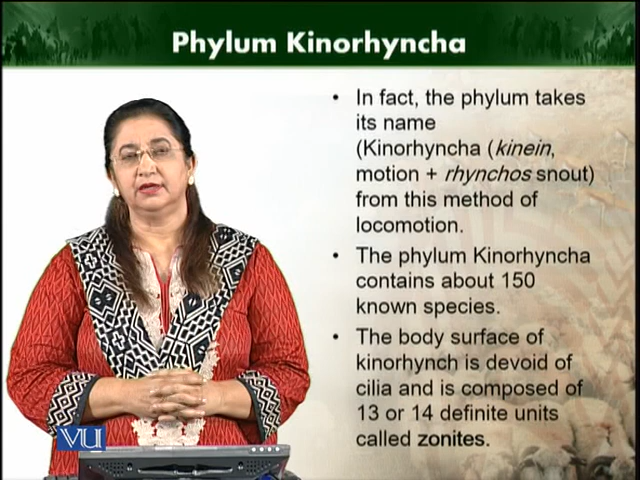 Phylum Kinorhyncha
• In fact, the phylum takes
its name
(Kinorhyncha (kinein,
motion + rhynchos snout)
from this method of
locomotion.
• The phylum Kinorhyncha
contains about 150
known species.
• The body surface of
kinorhynch is devoid of
cilia and is composed of
13 or 14 definite units
called zonites.
VU